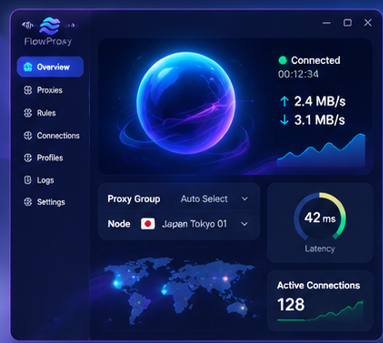 FlowProxy
Overview
Proxies
Rules
Connections
Profiles
Logs
Settings
Connected
00:12:34
↑ 2.4 MB/s
↓ 3.1 MB/s
Proxy Group Auto Select
Node Japan Tokyo 01
42 ms
Latency
Active Connections
128